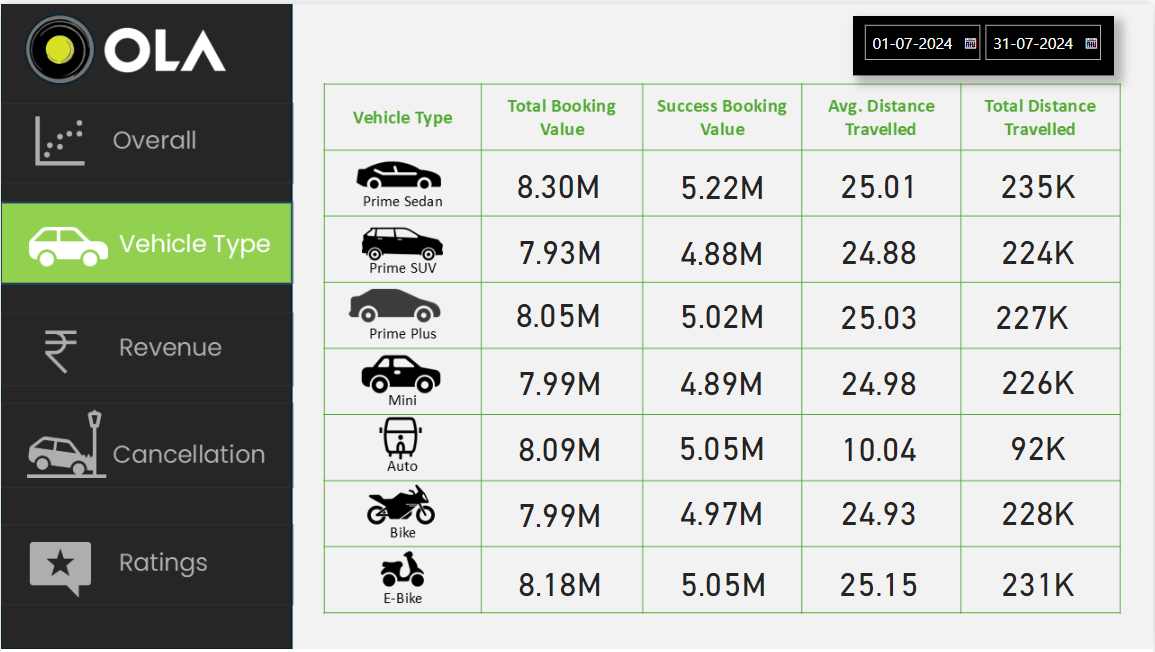 OLA
01-07-2024 31-07-2024
Overall
Vehicle Type
Revenue
Cancellation
Ratings
Vehicle Type Total Booking Value Success Booking Value Avg. Distance Travelled Total Distance Travelled
Prime Sedan 8.30M 5.22M 25.01 235K
Prime SUV 7.93M 4.88M 24.88 224K
Prime Plus 8.05M 5.02M 25.03 227K
Mini 7.99M 4.89M 24.98 226K
Auto 8.09M 5.05M 10.04 92K
Bike 7.99M 4.97M 24.93 228K
E-Bike 8.18M 5.05M 25.15 231K